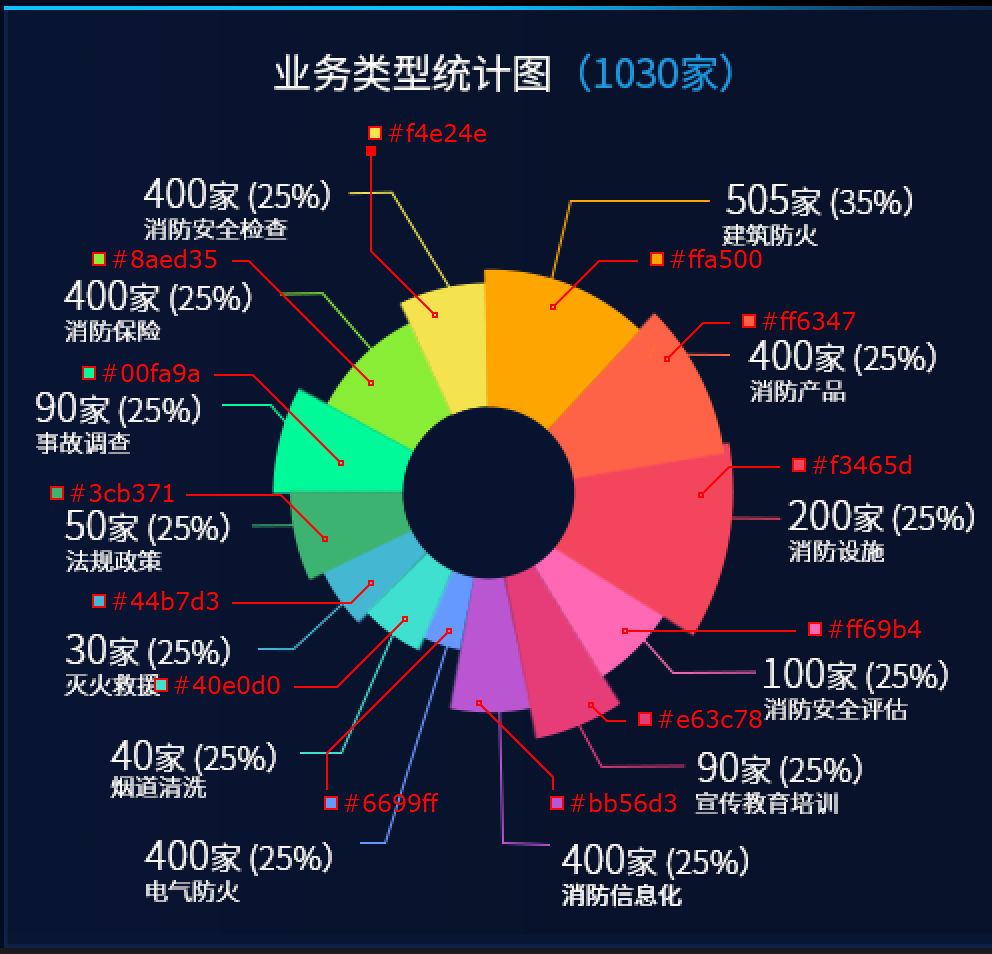 业务类型统计图（1030家）
#f4e24e
400家 (25%)
消防安全检查
505家 (35%)
建筑防火
#8aed35
#ffa500
400家 (25%)
消防保险
#ff6347
400家 (25%)
消防产品
#00fa9a
90家 (25%)
事故调查
#f3465d
#3cb371
50家 (25%)
法规政策
200家 (25%)
消防设施
#44b7d3
#ff69b4
30家 (25%)
灭火救援
#40e0d0
100家 (25%)
消防安全评估
#e63c78
40家 (25%)
烟道清洗
90家 (25%)
宣传教育培训
#6699ff
#bb56d3
400家 (25%)
电气防火
400家 (25%)
消防信息化